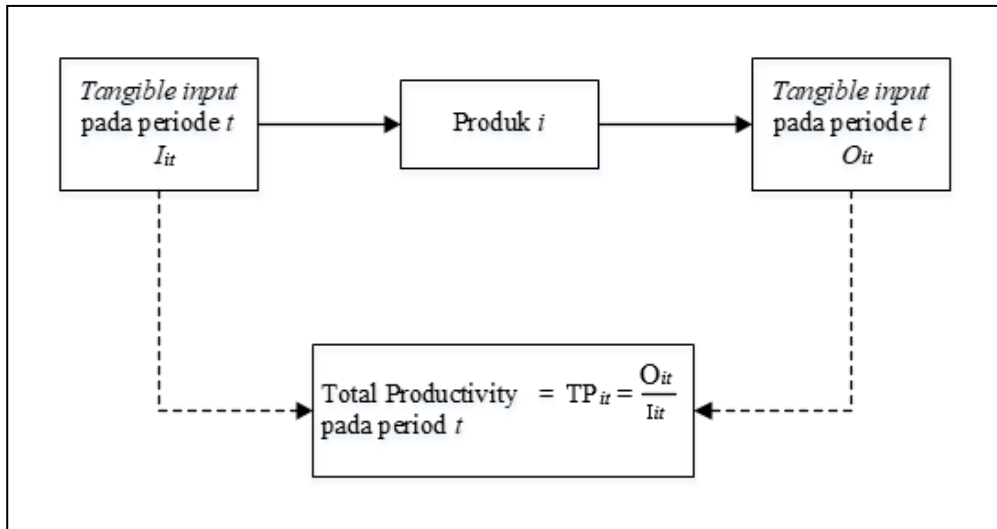 Tangible input
pada periode t
Iit
Produk i
Tangible input
pada periode t
Oit
Total Productivity = TPit = Oit/Iit
pada period t